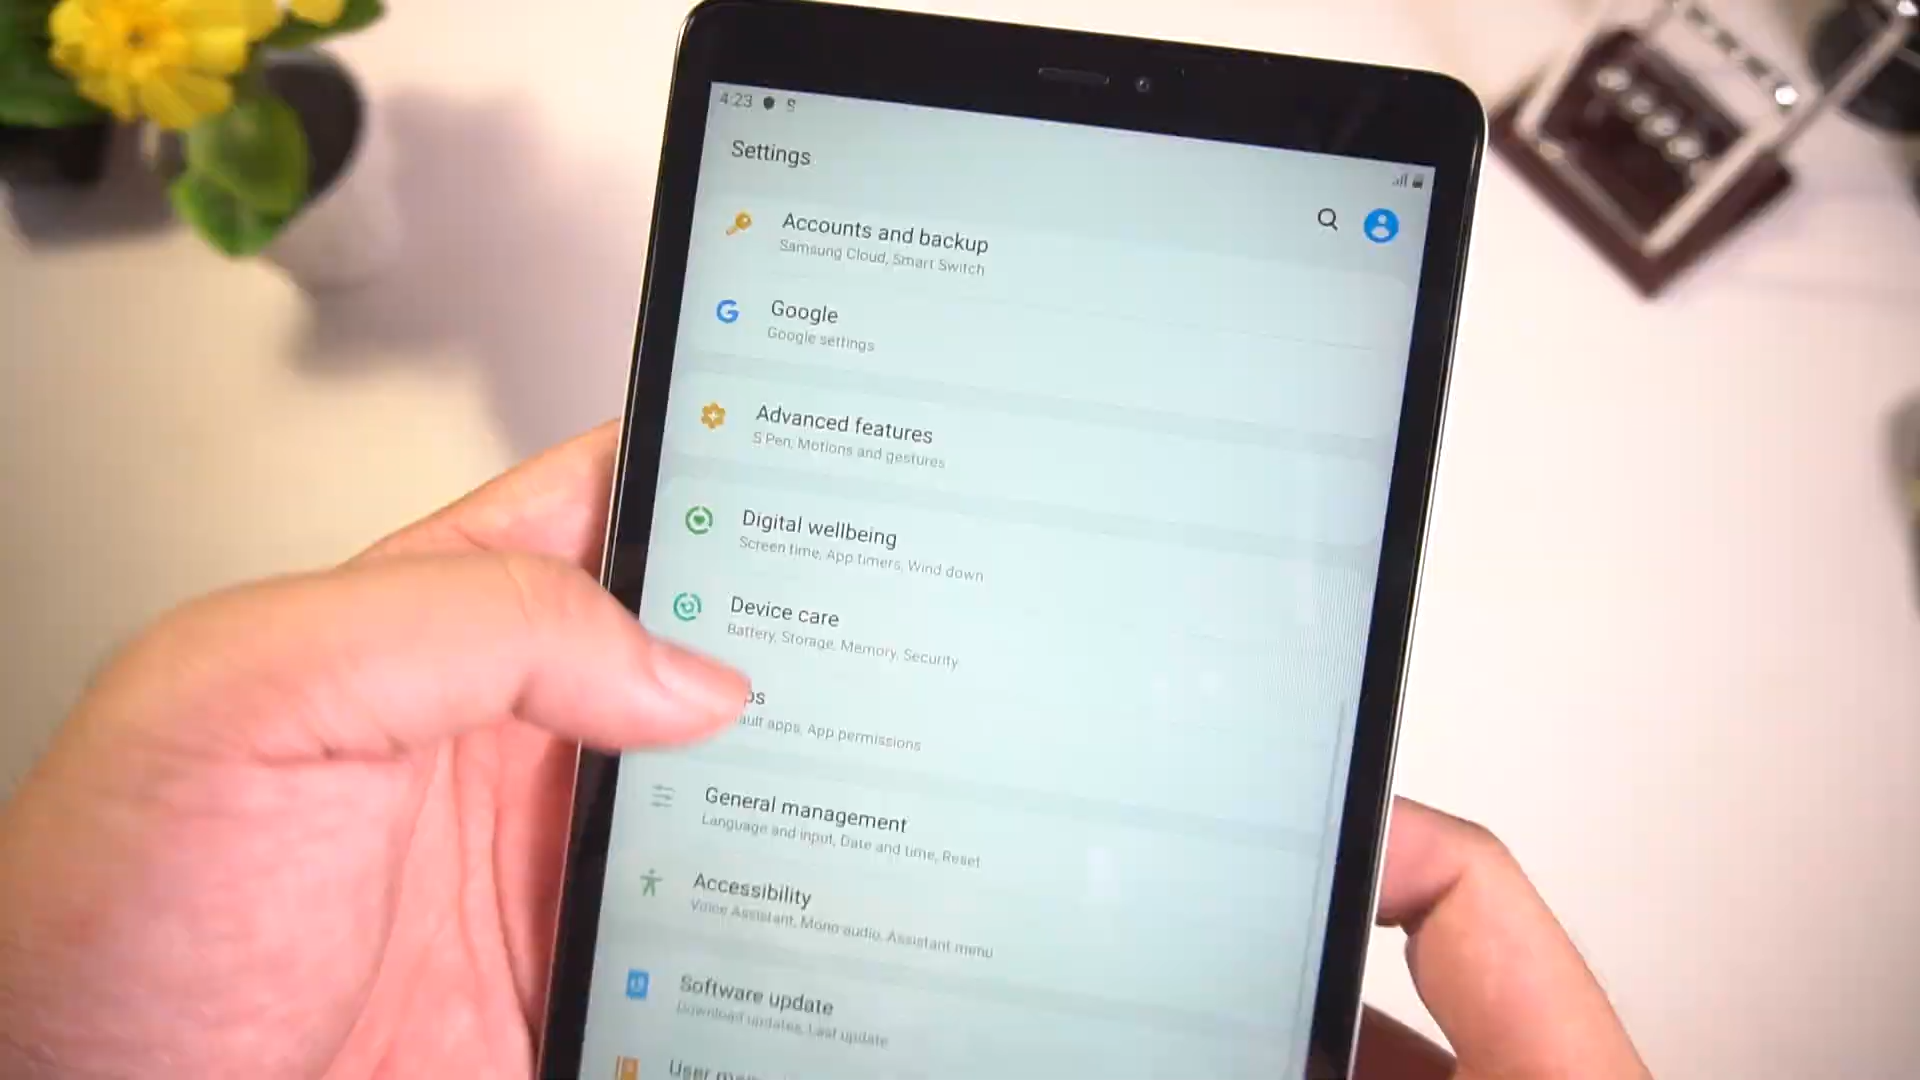 4:23 S
Settings
Accounts and backup
Samsung Cloud, Smart Switch
Google
Google settings
Advanced features
S Pen, Motions and gestures
Digital wellbeing
Screen time, App timers, Wind down
Device care
Battery, Storage, Memory, Security
ps
ault apps, App permissions
General management
Language and input, Date and time, Reset
Accessibility
Voice Assistant, Mono audio, Assistant menu
Software update
Download updates, Last update
User